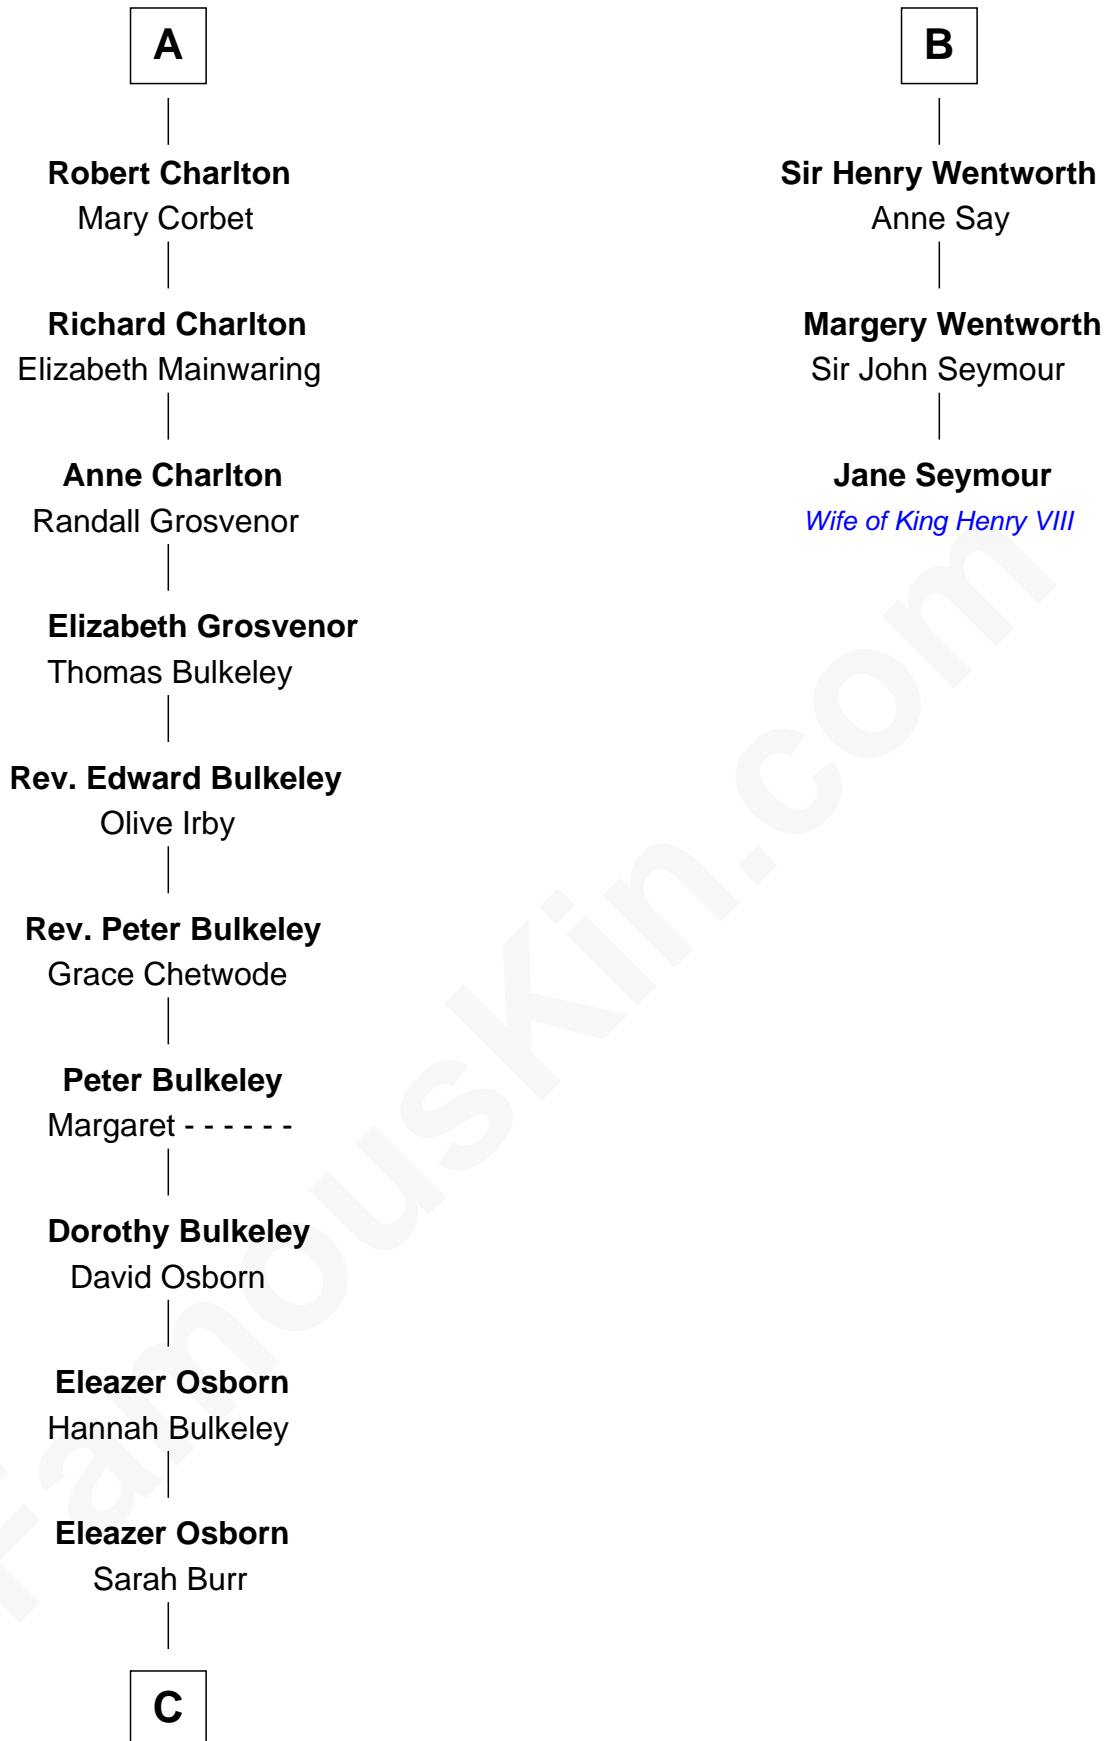 A
Robert Charlton
Mary Corbet
Richard Charlton
Elizabeth Mainwaring
Anne Charlton
Randall Grosvenor
Elizabeth Grosvenor
Thomas Bulkeley
Rev. Edward Bulkeley
Olive Irby
Rev. Peter Bulkeley
Grace Chetwode
Peter Bulkeley
Margaret - - - - - -
Dorothy Bulkeley
David Osborn
Eleazer Osborn
Hannah Bulkeley
Eleazer Osborn
Sarah Burr
C
B
Sir Henry Wentworth
Anne Say
Margery Wentworth
Sir John Seymour
Jane Seymour
Wife of King Henry VIII
FamousKin.com